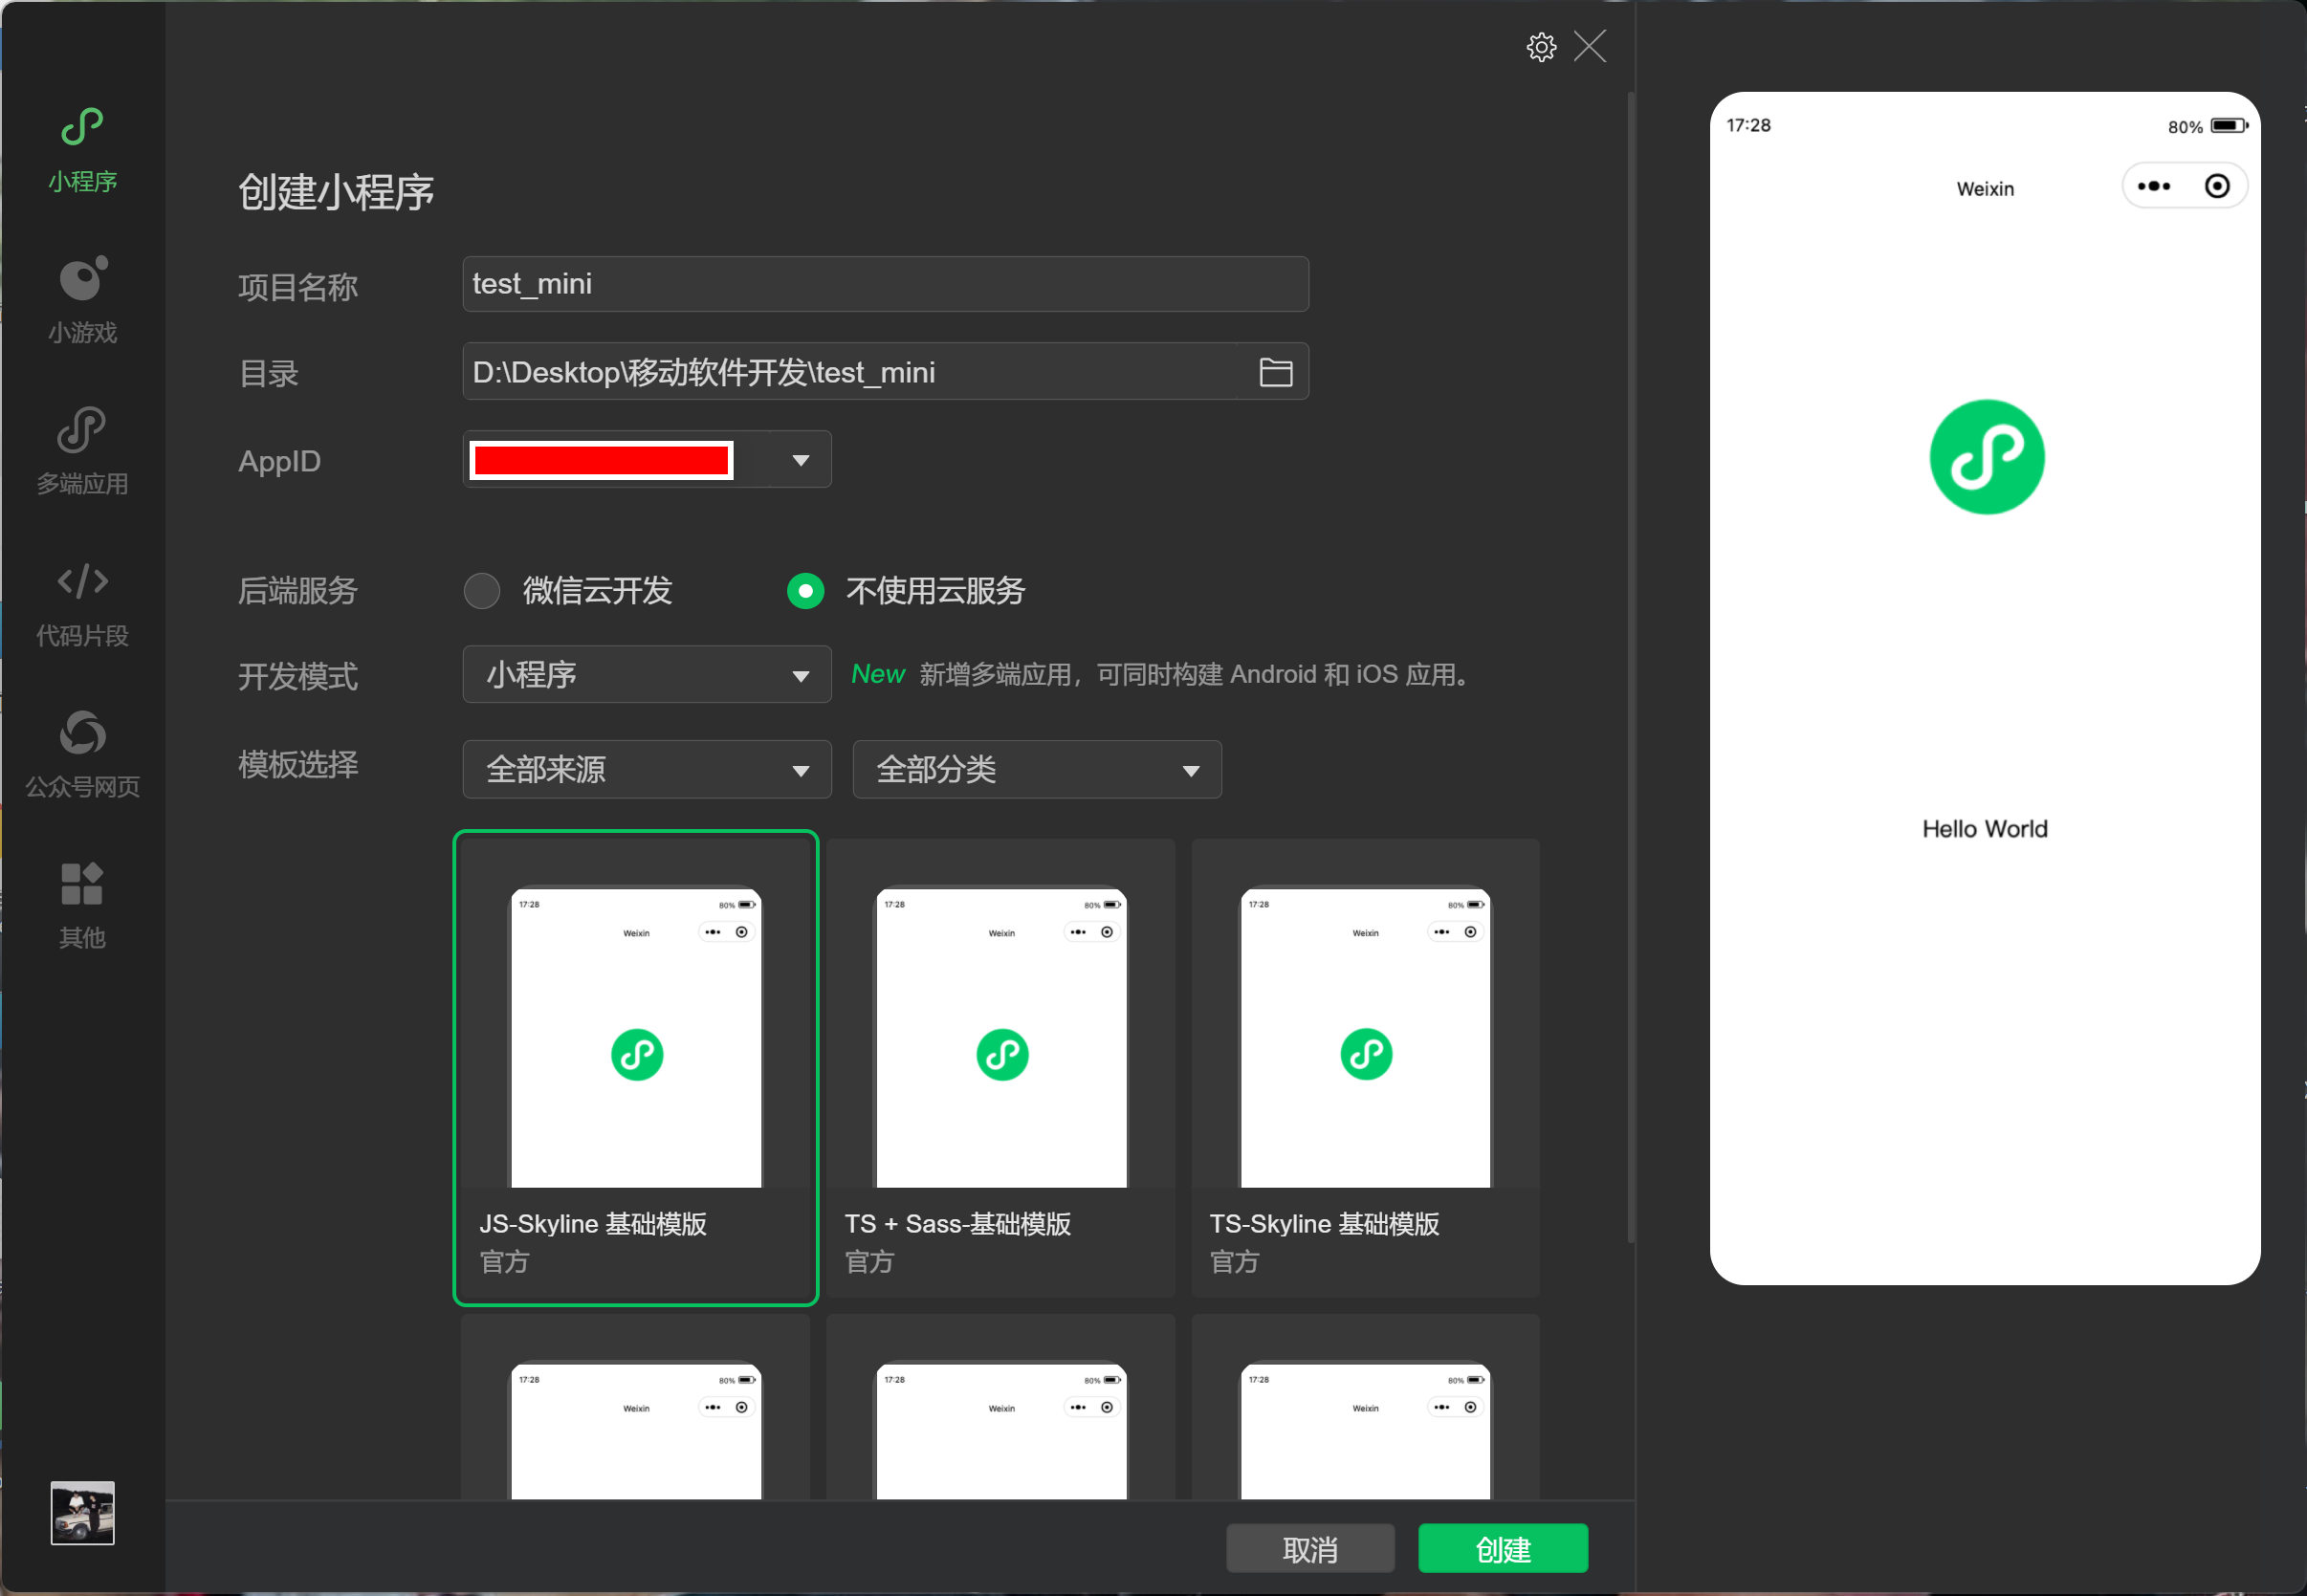 小程序
小游戏
多端应用
代码片段
公众号网页
其他
创建小程序
项目名称
test_mini
目录
D:\Desktop\移动软件开发\test_mini
AppID
后端服务
微信云开发
不使用云服务
开发模式
小程序
New 新增多端应用，可同时构建 Android 和 iOS 应用。
模板选择
全部来源
全部分类
17:28
80%
Weixin
JS-Skyline 基础模版
官方
17:28
80%
Weixin
TS + Sass-基础模版
官方
17:28
80%
Weixin
TS-Skyline 基础模版
官方
17:28
80%
Weixin
17:28
80%
Weixin
17:28
80%
Weixin
取消
创建
17:28
80%
Weixin
Hello World